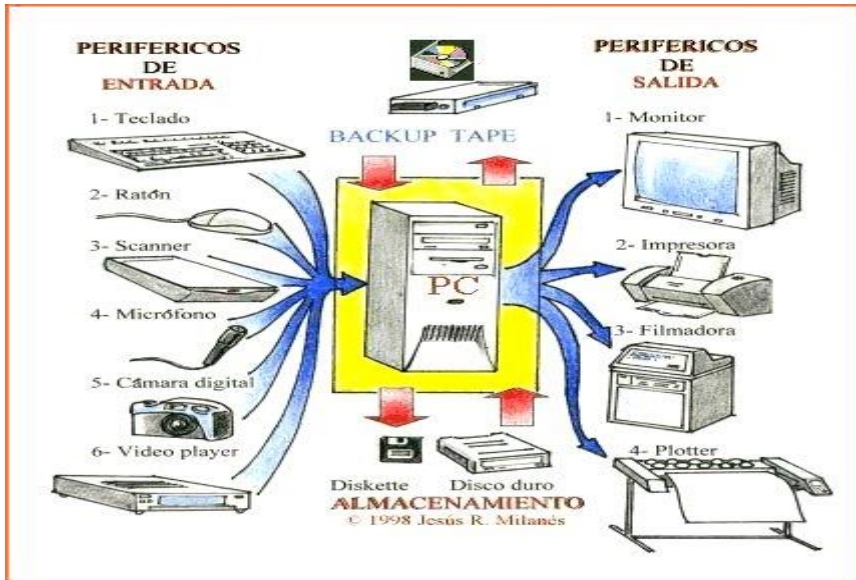 PERIFERICOS
DE
ENTRADA
1- Teclado
2- Ratón
3- Scanner
4- Micrófono
5- Cámara digital
6- Video player
BACKUP TAPE
PC
Diskette
Disco duro
ALMACENAMIENTO
© 1998 Jesús R. Milanés
PERIFERICOS
DE
SALIDA
1- Monitor
2- Impresora
3- Filmadora
4- Plotter